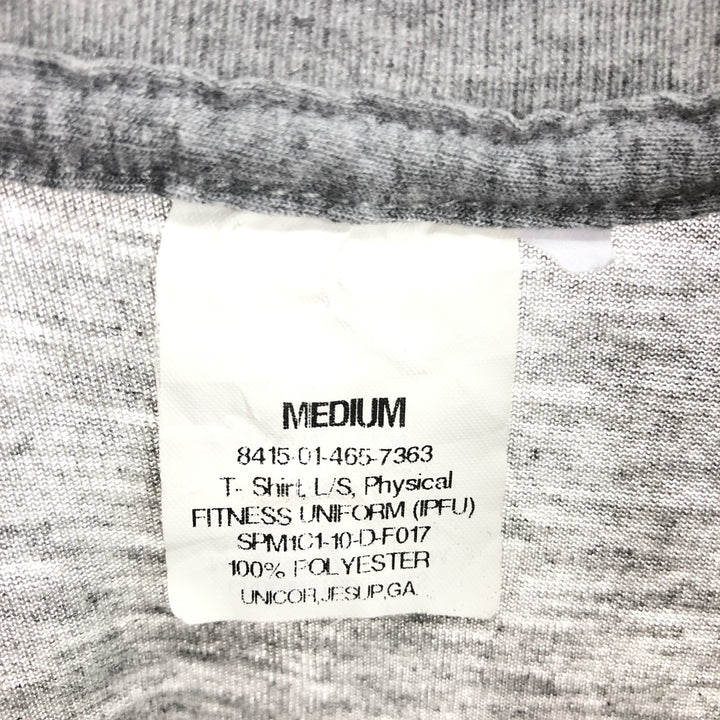 MEDIUM
8415-01-465-7363
T- Shirt, L/S, Physical
FITNESS UNIFORM (IPFU)
SPM1C1-10-D-F017
100% POLYESTER
UNICOR,JESUP,GA.